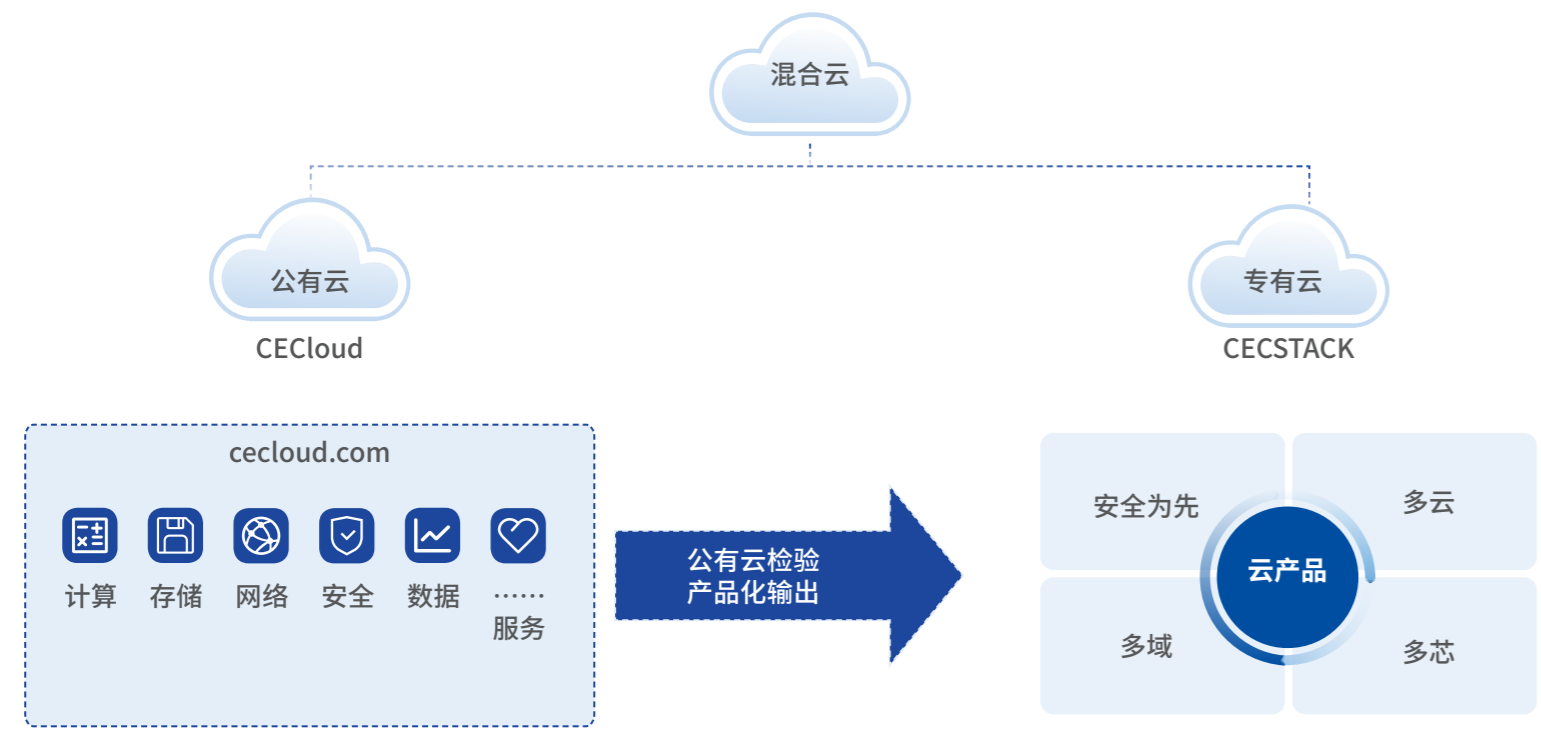 混合云
公有云
专有云
CECloud
CECSTACK
cecloud.com
计算
存储
网络
安全
数据
……
服务
公有云检验
产品化输出
安全为先
多云
云产品
多域
多芯